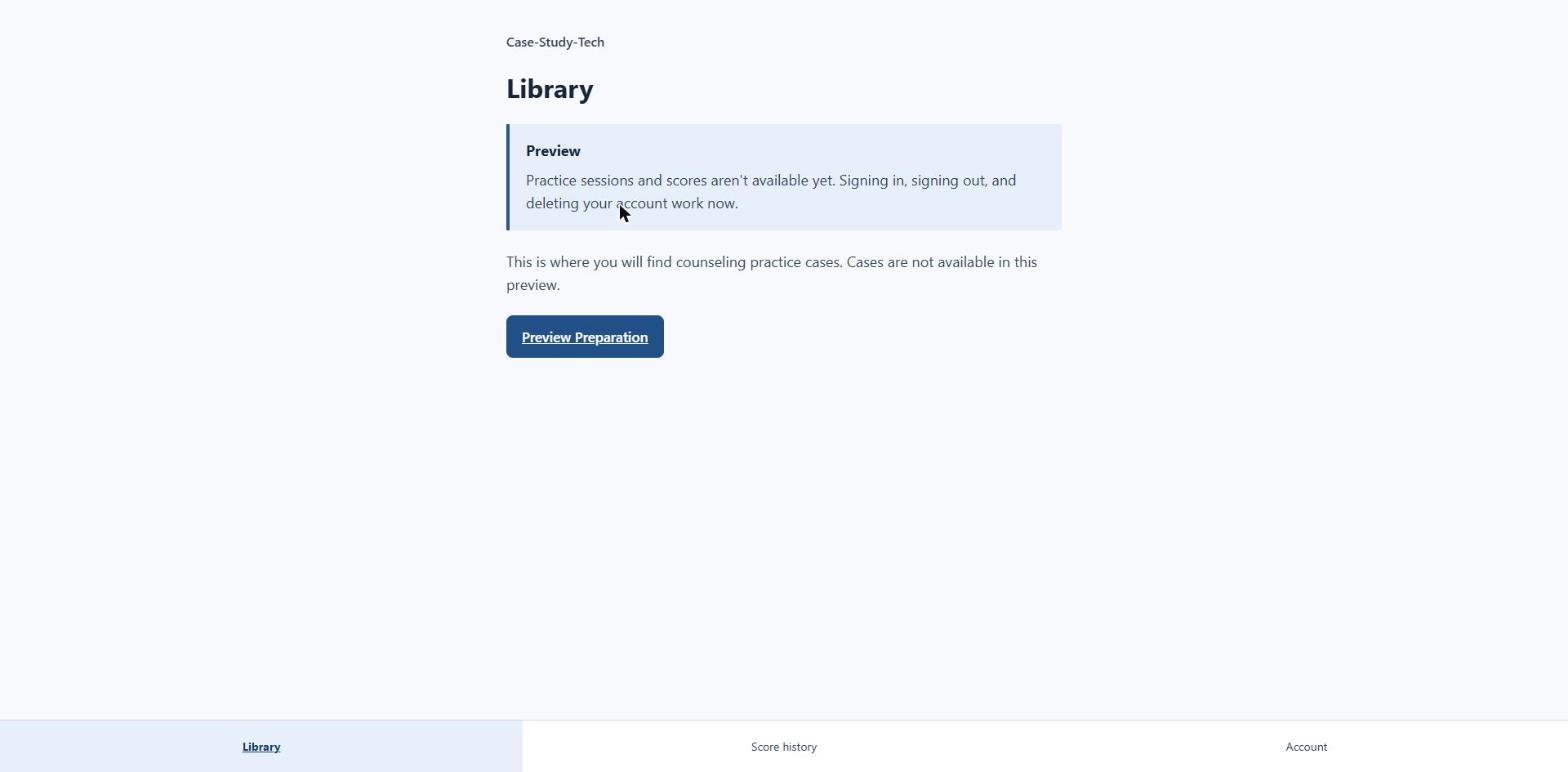 Case-Study-Tech
Library
Preview
Practice sessions and scores aren't available yet. Signing in, signing out, and
deleting your account work now.
This is where you will find counseling practice cases. Cases are not available in this
preview.
Preview Preparation
Library
Score history
Account